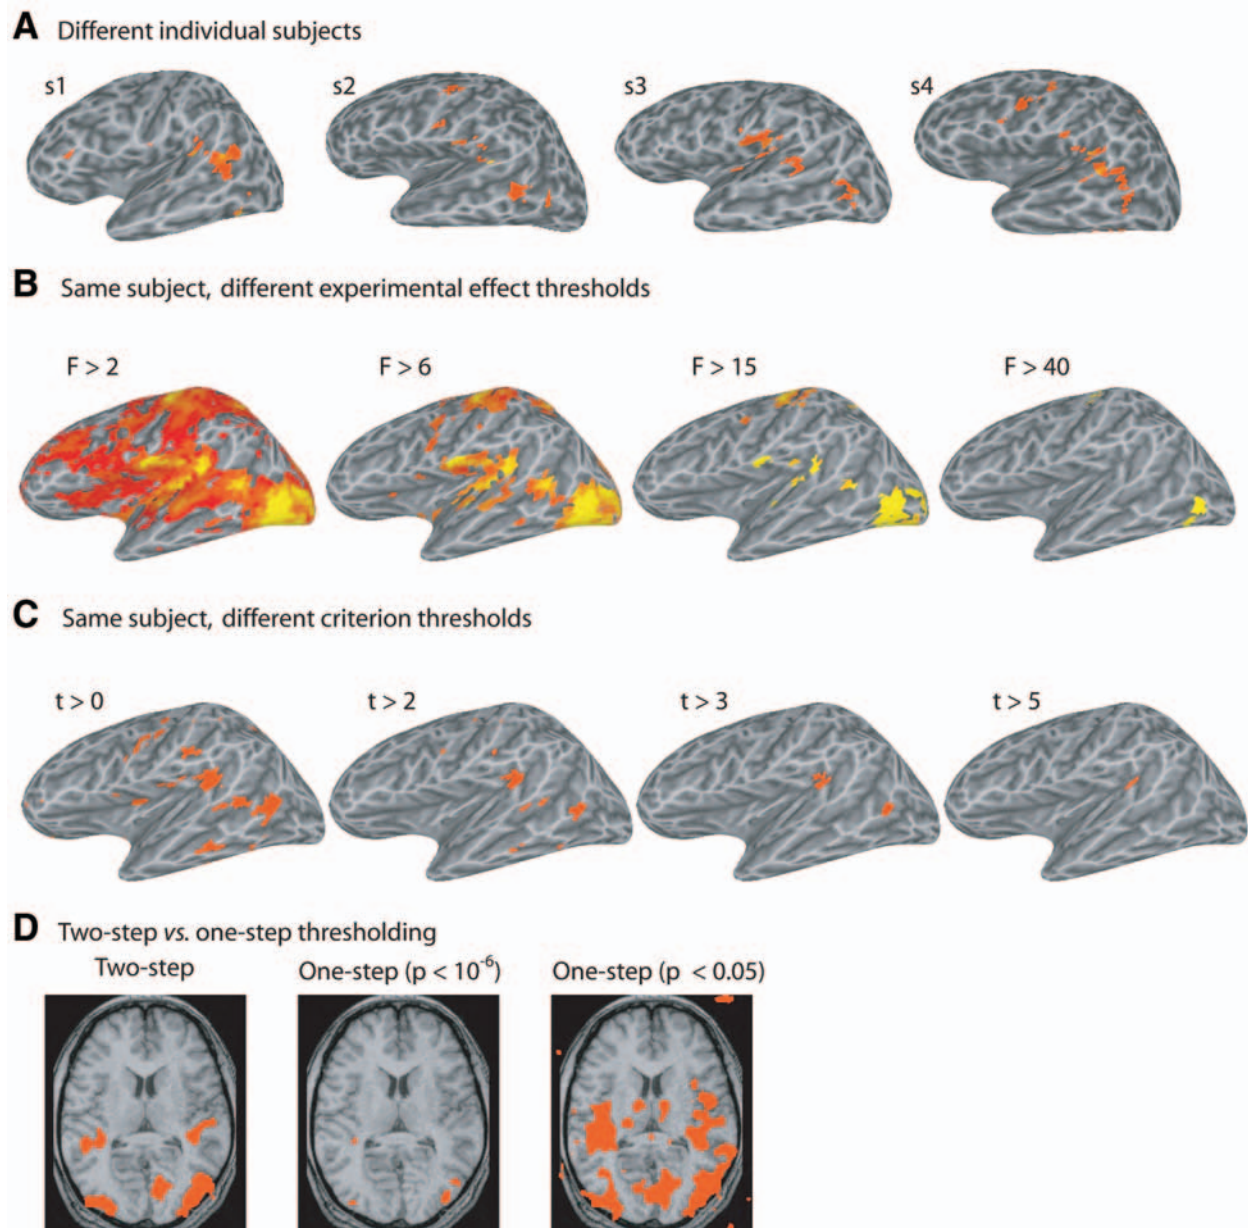 A Different individual subjects
s1 s2 s3 s4
B Same subject, different experimental effect thresholds
F > 2 F > 6 F > 15 F > 40
C Same subject, different criterion thresholds
t > 0 t > 2 t > 3 t > 5
D Two-step vs. one-step thresholding
Two-step One-step (p < 10⁻⁶) One-step (p < 0.05)